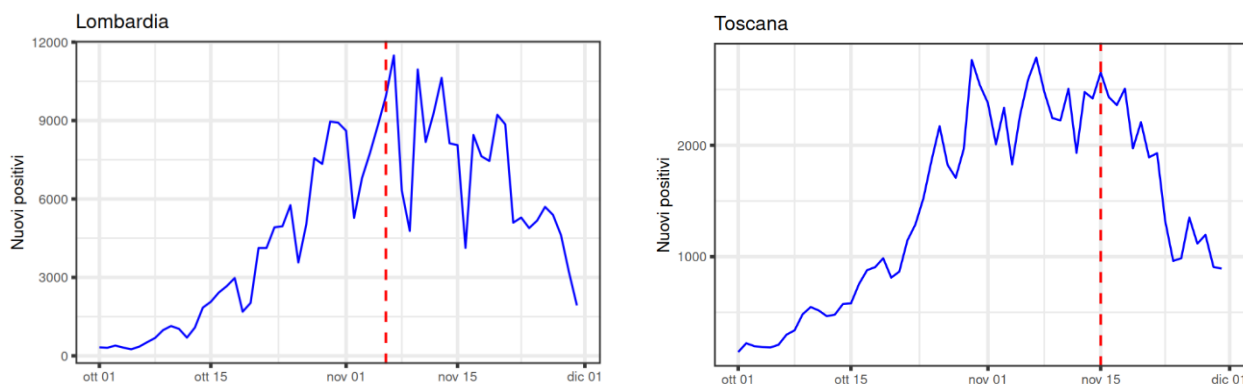 Lombardia
12000
9000
6000
3000
0
Nuovi positivi
ott 01
ott 15
nov 01
nov 15
dic 01
Toscana
2000
1000
Nuovi positivi
ott 01
ott 15
nov 01
nov 15
dic 01